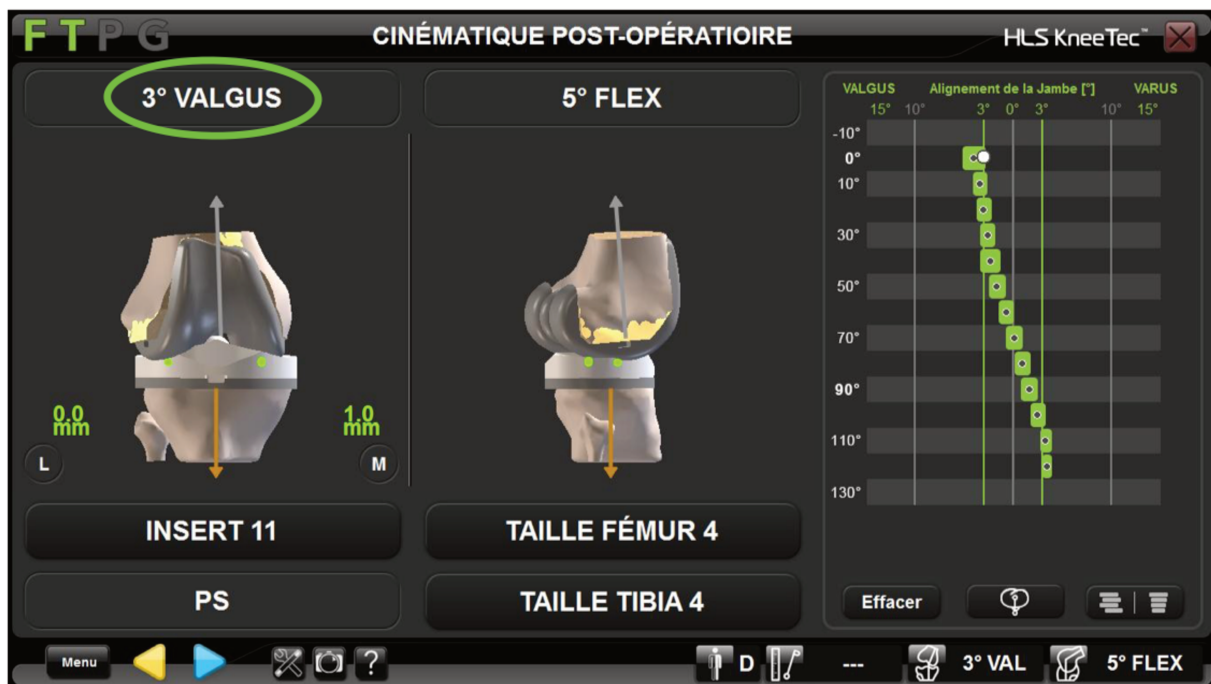 F T P G
CINÉMATIQUE POST-OPÉRATIOIRE
HLS KneeTec™
3° VALGUS
5° FLEX
VALGUS Alignement de la Jambe [°] VARUS
15° 10° 3° 0° 3° 10° 15°
-10°
0°
10°
30°
50°
70°
90°
110°
130°
0.0
mm
1.0
mm
L
M
INSERT 11
TAILLE FÉMUR 4
PS
TAILLE TIBIA 4
Effacer
Menu
?
D
---
3° VAL
5° FLEX